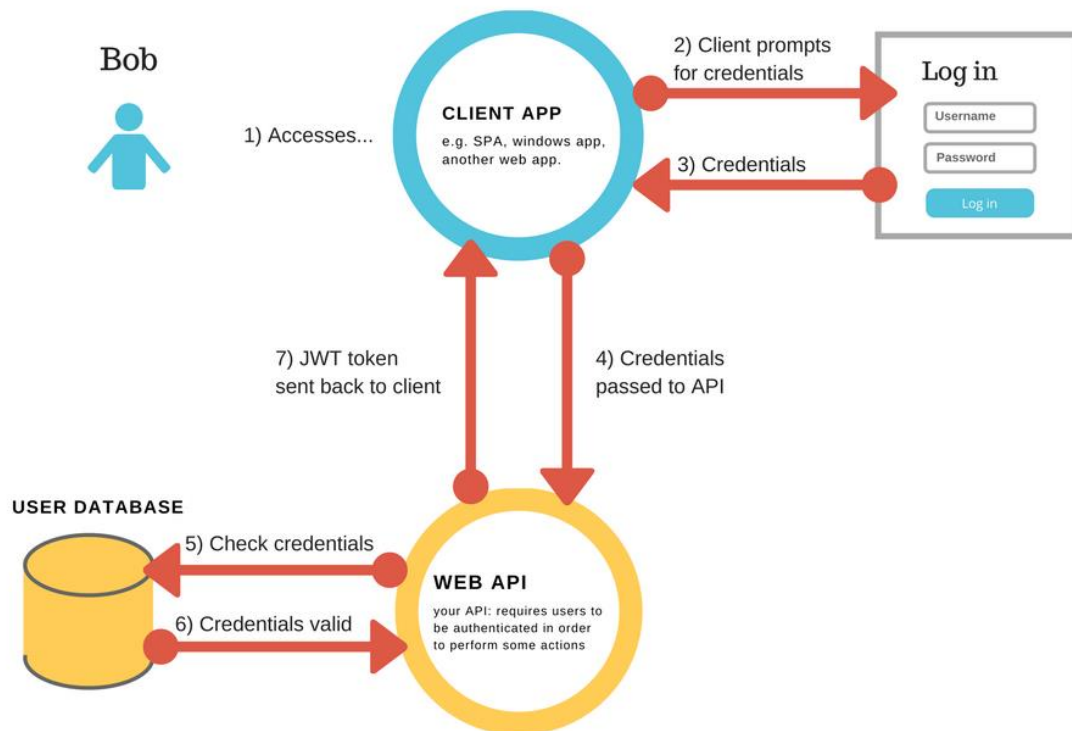 Bob
1) Accesses...
CLIENT APP
e.g. SPA, windows app,
another web app.
2) Client prompts
for credentials
Log in
Username
Password
Log in
3) Credentials
7) JWT token
sent back to client
4) Credentials
passed to API
USER DATABASE
5) Check credentials
6) Credentials valid
WEB API
your API: requires users to
be authenticated in order
to perform some actions